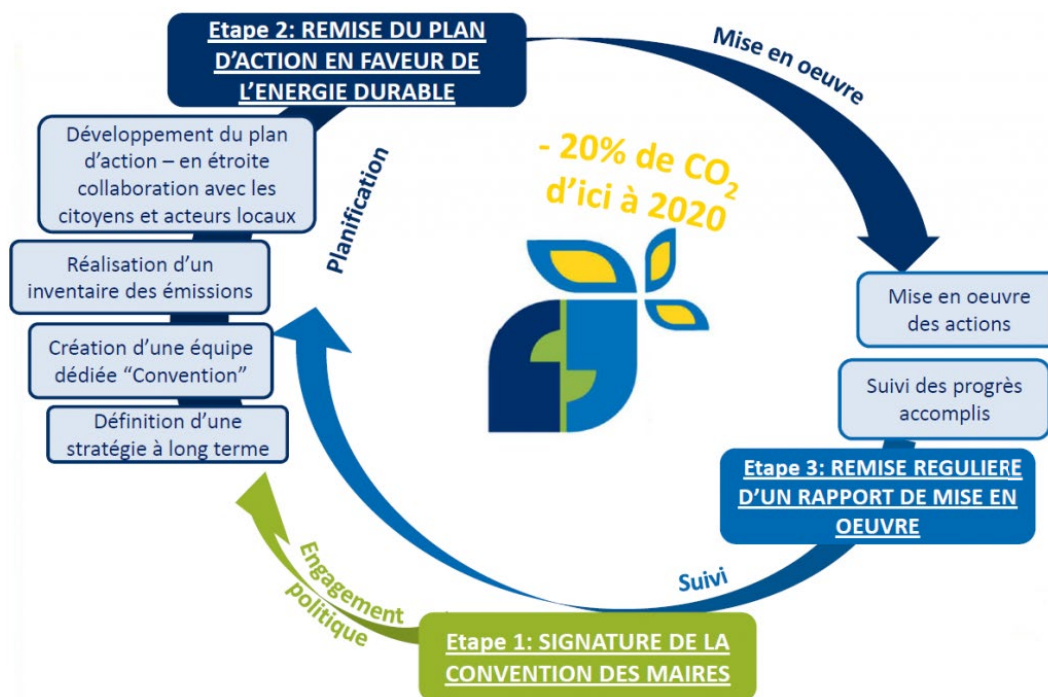 Etape 2: REMISE DU PLAN
D’ACTION EN FAVEUR DE
L’ENERGIE DURABLE
Mise en oeuvre
Développement du plan
d’action – en étroite
collaboration avec les
citoyens et acteurs locaux
Planification
- 20% de CO₂
d’ici à 2020
Réalisation d’un
inventaire des émissions
Mise en oeuvre
des actions
Création d’une équipe
dédiée “Convention”
Suivi des progrès
accomplis
Définition d’une
stratégie à long terme
Etape 3: REMISE REGULIERE
D’UN RAPPORT DE MISE EN
OEUVRE
Engagement
politique
Suivi
Etape 1: SIGNATURE DE LA
CONVENTION DES MAIRES